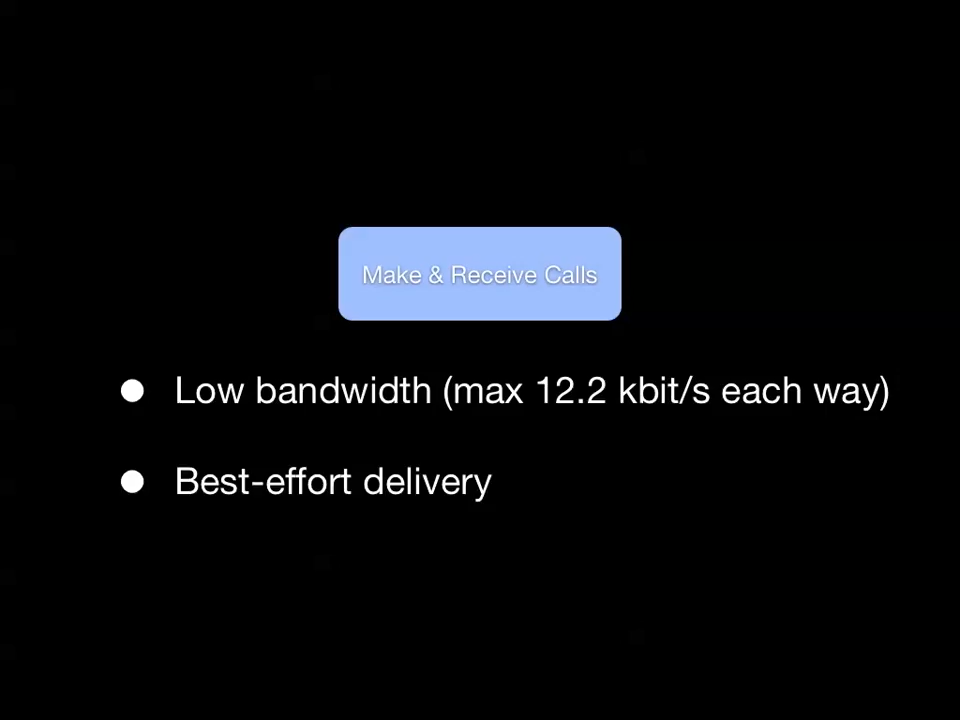 Make & Receive Calls
● Low bandwidth (max 12.2 kbit/s each way)
● Best-effort delivery